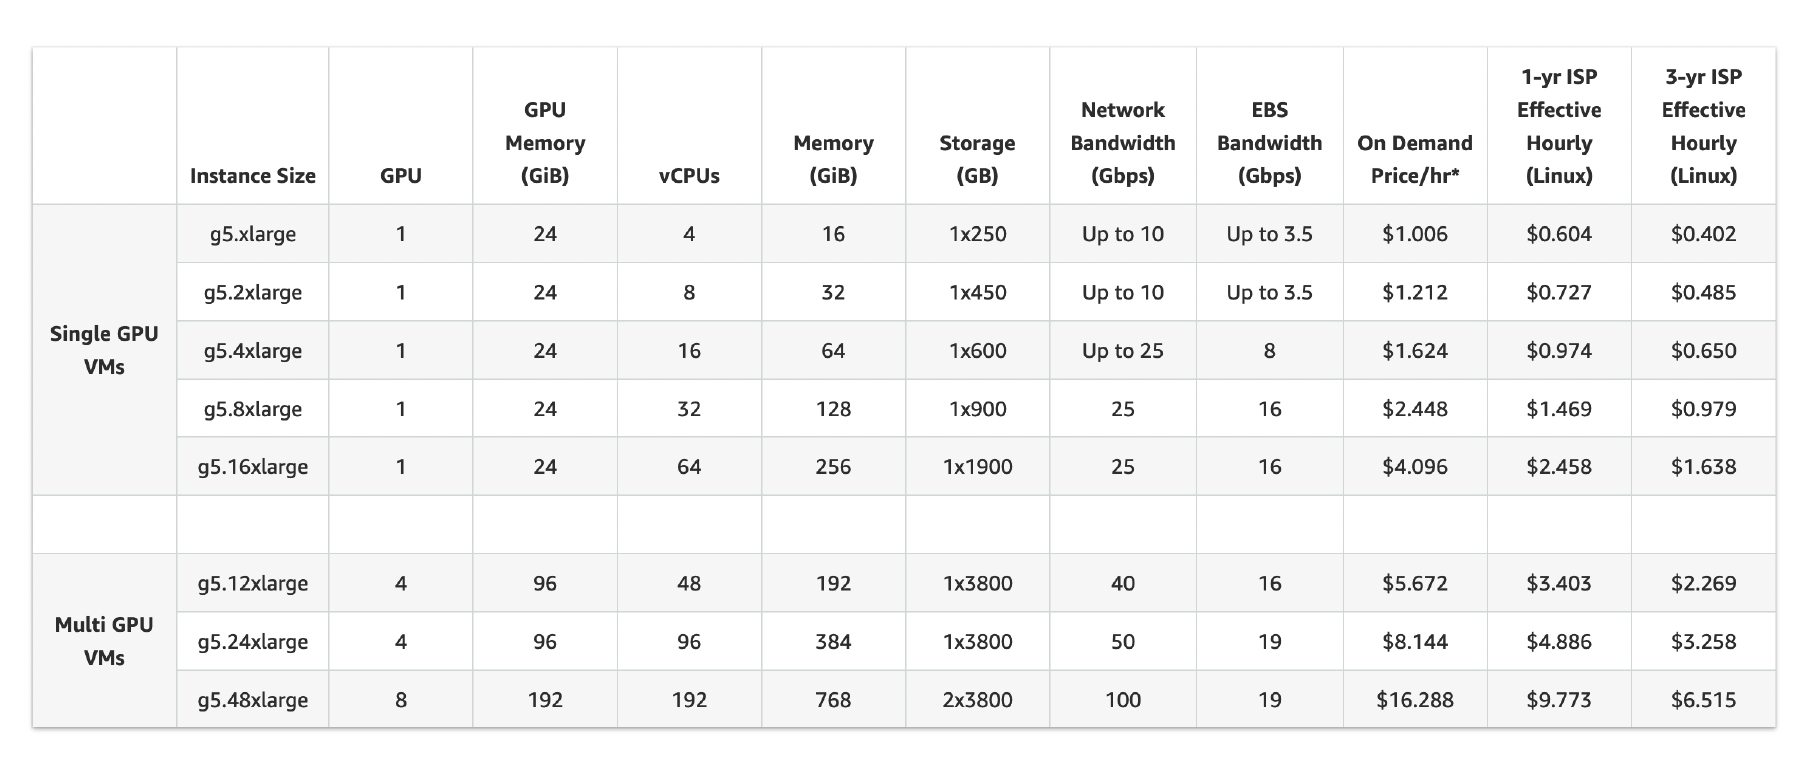 Instance Size GPU GPU Memory (GiB) vCPUs Memory (GiB) Storage (GB) Network Bandwidth (Gbps) EBS Bandwidth (Gbps) On Demand Price/hr* 1-yr ISP Effective Hourly (Linux) 3-yr ISP Effective Hourly (Linux)
Single GPU VMs
g5.xlarge 1 24 4 16 1x250 Up to 10 Up to 3.5 $1.006 $0.604 $0.402
g5.2xlarge 1 24 8 32 1x450 Up to 10 Up to 3.5 $1.212 $0.727 $0.485
g5.4xlarge 1 24 16 64 1x600 Up to 25 8 $1.624 $0.974 $0.650
g5.8xlarge 1 24 32 128 1x900 25 16 $2.448 $1.469 $0.979
g5.16xlarge 1 24 64 256 1x1900 25 16 $4.096 $2.458 $1.638
Multi GPU VMs
g5.12xlarge 4 96 48 192 1x3800 40 16 $5.672 $3.403 $2.269
g5.24xlarge 4 96 96 384 1x3800 50 19 $8.144 $4.886 $3.258
g5.48xlarge 8 192 192 768 2x3800 100 19 $16.288 $9.773 $6.515